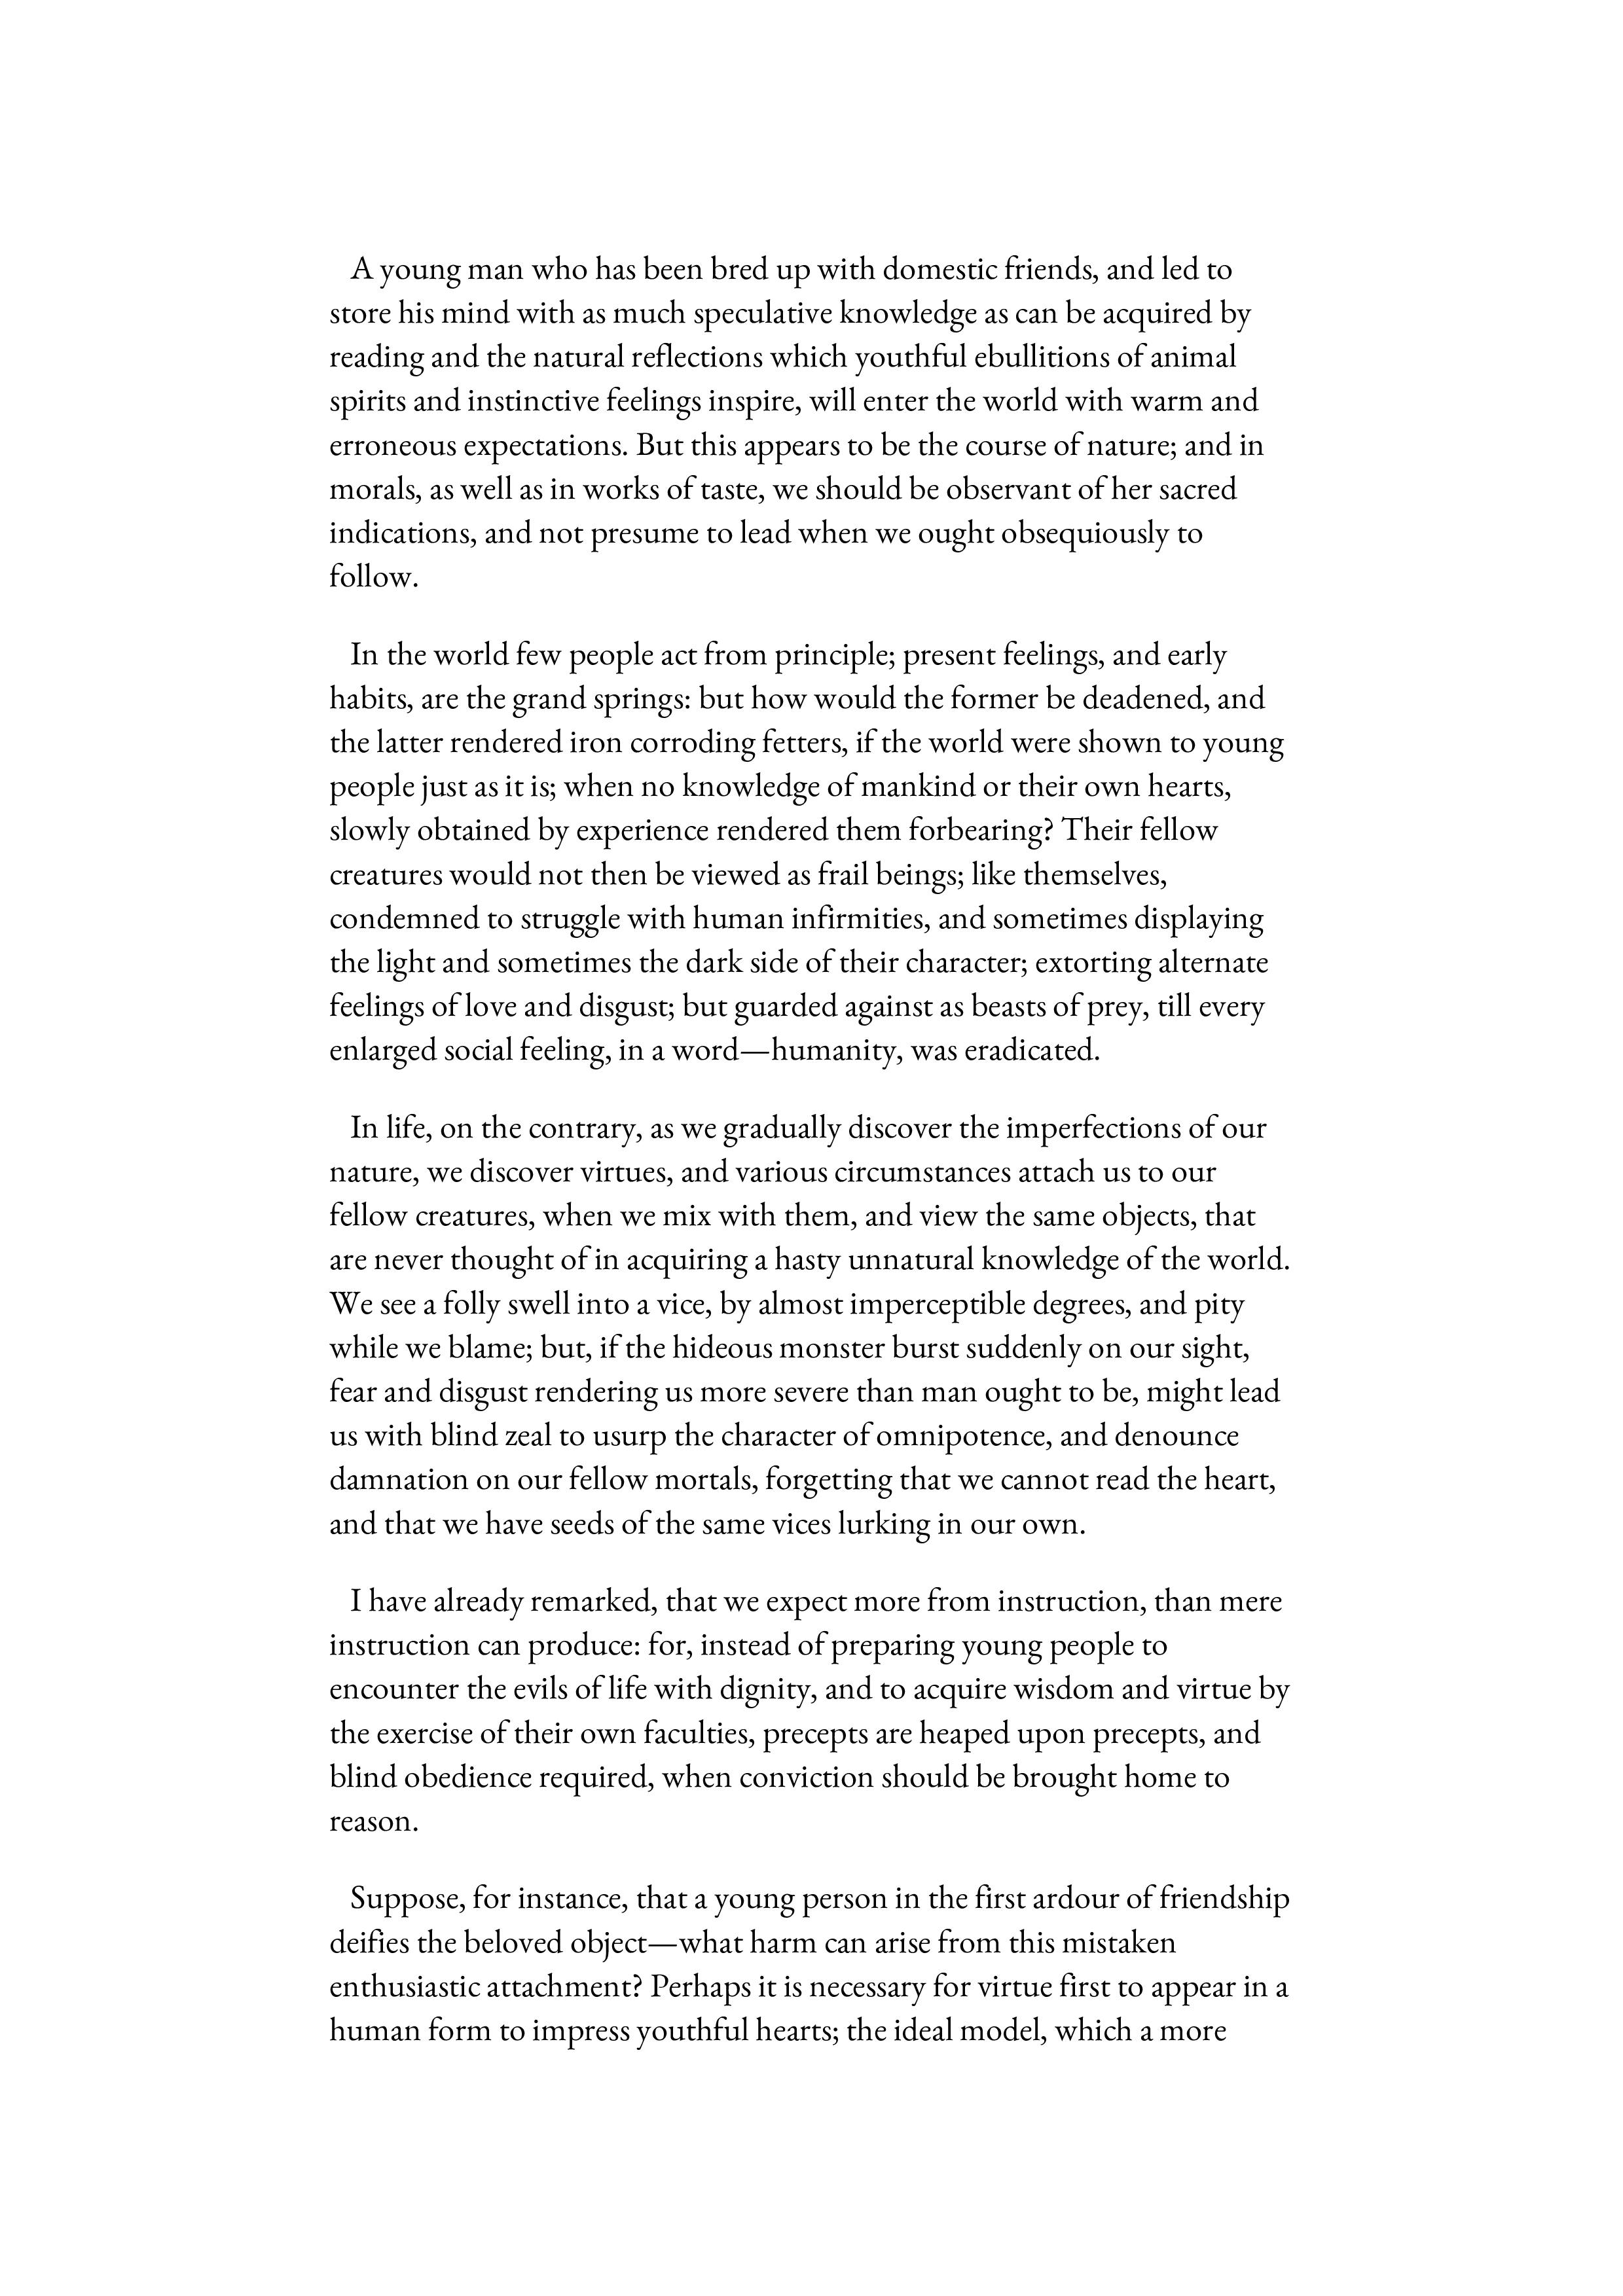 A young man who has been bred up with domestic friends, and led to
store his mind with as much speculative knowledge as can be acquired by
reading and the natural reflections which youthful ebullitions of animal
spirits and instinctive feelings inspire, will enter the world with warm and
erroneous expectations. But this appears to be the course of nature; and in
morals, as well as in works of taste, we should be observant of her sacred
indications, and not presume to lead when we ought obsequiously to
follow.
In the world few people act from principle; present feelings, and early
habits, are the grand springs: but how would the former be deadened, and
the latter rendered iron corroding fetters, if the world were shown to young
people just as it is; when no knowledge of mankind or their own hearts,
slowly obtained by experience rendered them forbearing? Their fellow
creatures would not then be viewed as frail beings; like themselves,
condemned to struggle with human infirmities, and sometimes displaying
the light and sometimes the dark side of their character; extorting alternate
feelings of love and disgust; but guarded against as beasts of prey, till every
enlarged social feeling, in a word—humanity, was eradicated.
In life, on the contrary, as we gradually discover the imperfections of our
nature, we discover virtues, and various circumstances attach us to our
fellow creatures, when we mix with them, and view the same objects, that
are never thought of in acquiring a hasty unnatural knowledge of the world.
We see a folly swell into a vice, by almost imperceptible degrees, and pity
while we blame; but, if the hideous monster burst suddenly on our sight,
fear and disgust rendering us more severe than man ought to be, might lead
us with blind zeal to usurp the character of omnipotence, and denounce
damnation on our fellow mortals, forgetting that we cannot read the heart,
and that we have seeds of the same vices lurking in our own.
I have already remarked, that we expect more from instruction, than mere
instruction can produce: for, instead of preparing young people to
encounter the evils of life with dignity, and to acquire wisdom and virtue by
the exercise of their own faculties, precepts are heaped upon precepts, and
blind obedience required, when conviction should be brought home to
reason.
Suppose, for instance, that a young person in the first ardour of friendship
deifies the beloved object—what harm can arise from this mistaken
enthusiastic attachment? Perhaps it is necessary for virtue first to appear in a
human form to impress youthful hearts; the ideal model, which a more